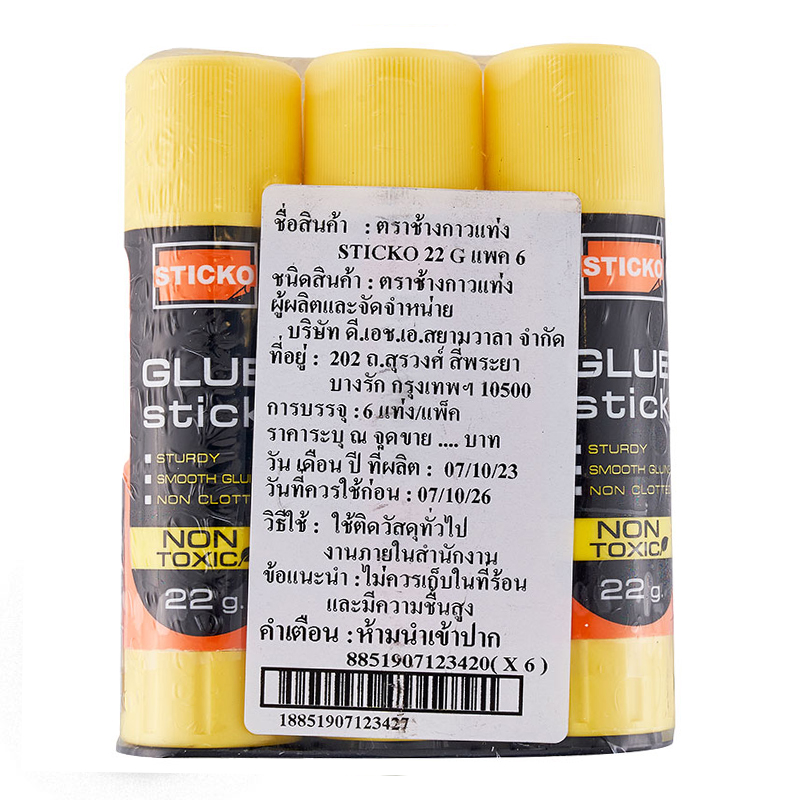 ชื่อสินค้า : ตราช้างกาวแท่ง
STICKO 22 G แพค 6
ชนิดสินค้า : ตราช้างกาวแท่ง
ผู้ผลิตและจัดจำหน่าย
บริษัท ดี.เอช.เอ.สยามวาลา จำกัด
ที่อยู่ : 202 ถ.สุรวงศ์ สี่พระยา
บางรัก กรุงเทพฯ 10500
การบรรจุ : 6 แท่ง/แพ็ค
ราคาระบุ ณ จุดขาย .... บาท
วัน เดือน ปี ที่ผลิต : 07/10/23
วันที่ควรใช้ก่อน : 07/10/26
วิธีใช้ : ใช้ติดวัสดุทั่วไป
งานภายในสำนักงาน
ข้อแนะนำ : ไม่ควรเก็บในที่ร้อน
และมีความชื้นสูง
คำเตือน : ห้ามนำเข้าปาก
8851907123420( X 6 )
18851907123427
STICKO
GLUE
stick
STURDY
SMOOTH GLUI
NON CLOTTE
NON
TOXIC
22 g.
STICKO
GLUE
stick
STURDY
SMOOTH GLUIN
NON CLOTTE
NON
TOXIC
22 g.